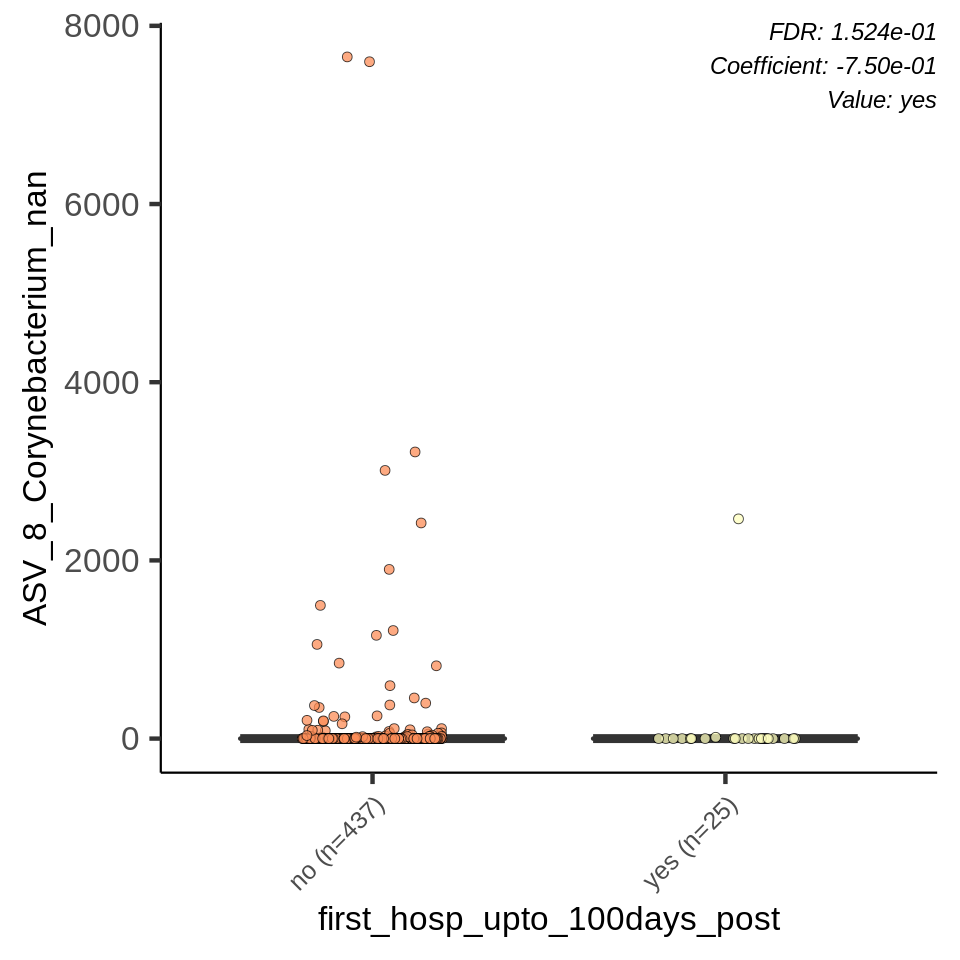 FDR: 1.524e-01
Coefficient: -7.50e-01
Value: yes
ASV_8_Corynebacterium_nan
8000
6000
4000
2000
0
no (n=437)
yes (n=25)
first_hosp_upto_100days_post